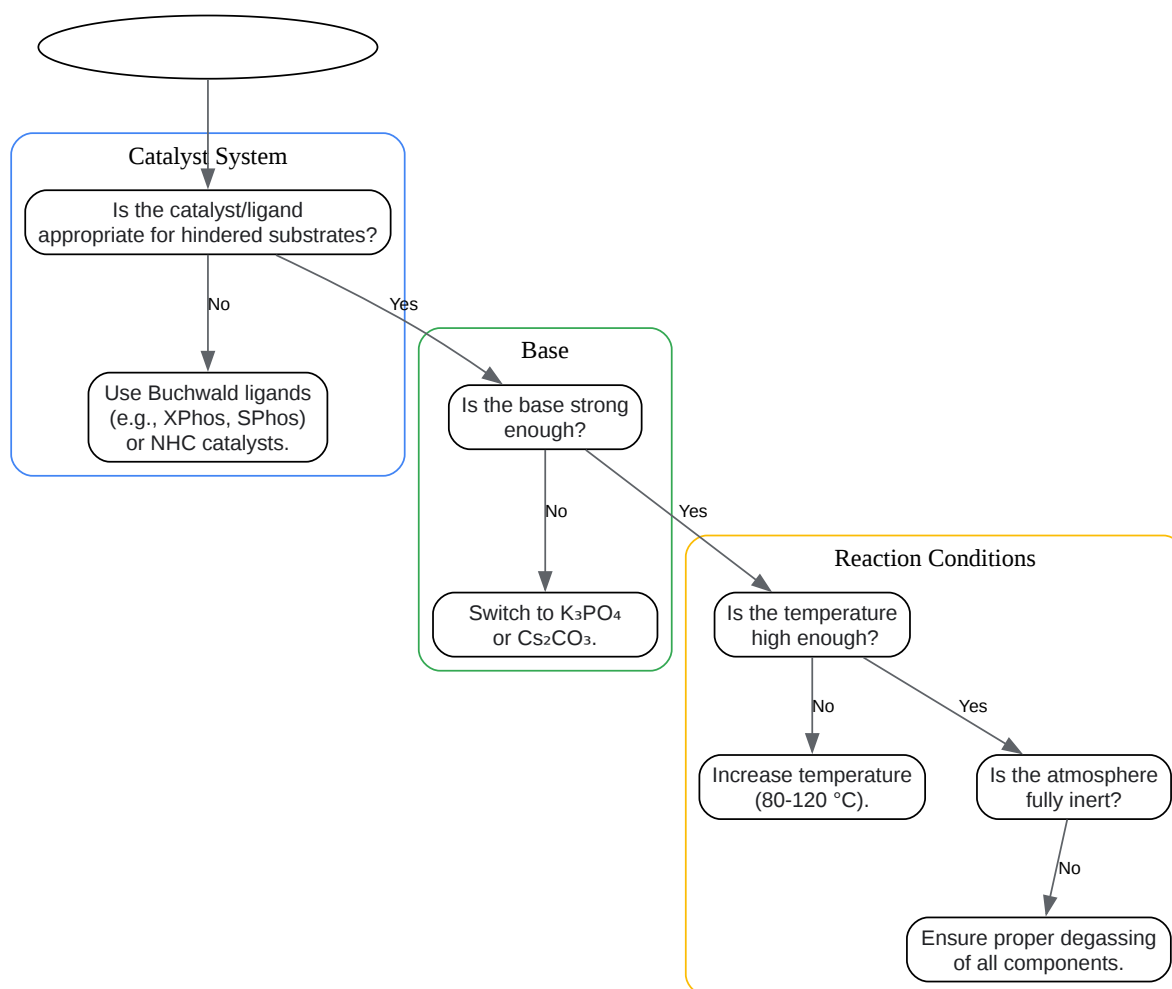 Catalyst System
Is the catalyst/ligand
appropriate for hindered substrates?
No
Yes
Use Buchwald ligands
(e.g., XPhos, SPhos)
or NHC catalysts.
Base
Is the base strong
enough?
No
Yes
Switch to K₃PO₄
or Cs₂CO₃.
Reaction Conditions
Is the temperature
high enough?
No
Yes
Increase temperature
(80-120 °C).
Is the atmosphere
fully inert?
No
Ensure proper degassing
of all components.